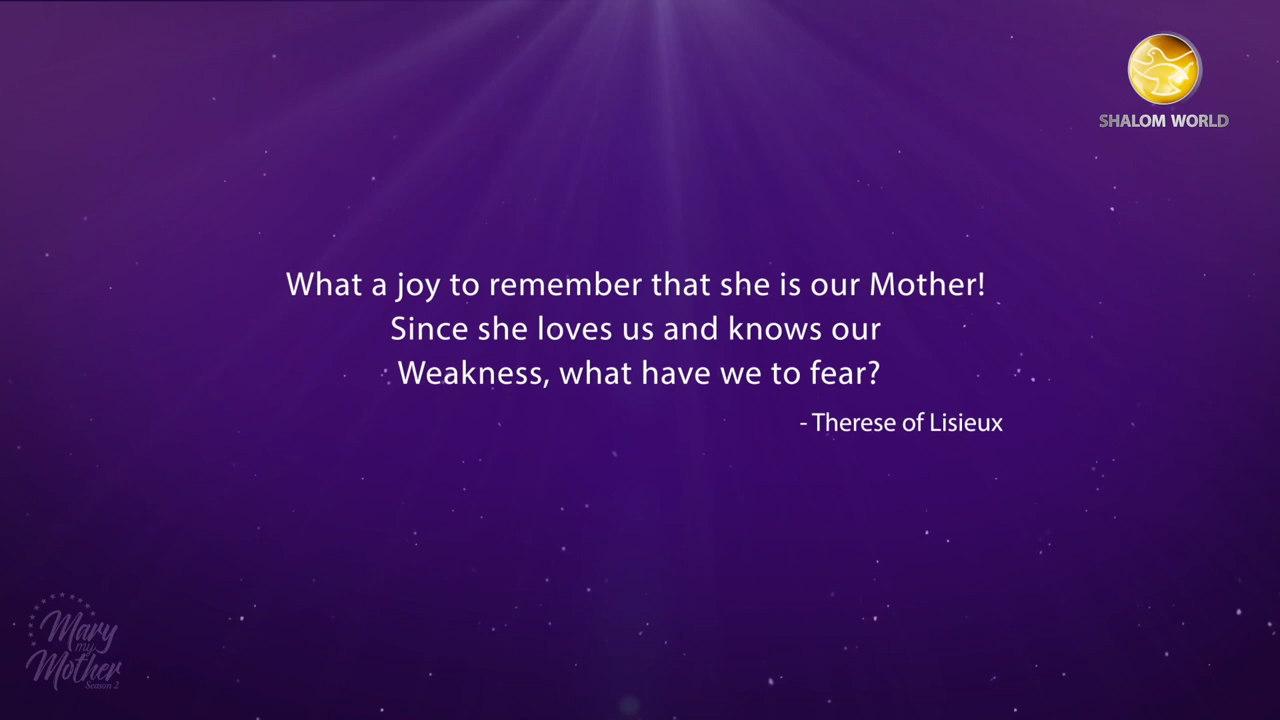 SHALOM WORLD
What a joy to remember that she is our Mother!
Since she loves us and knows our
Weakness, what have we to fear?
- Therese of Lisieux
Mary
my
Mother
Season 2